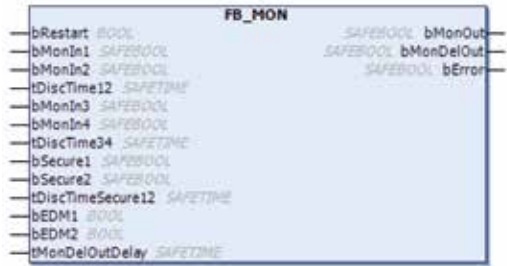 FB_MON
bRestart BOOL SAFEBOOL bMonOut
bMonIn1 SAFEBOOL SAFEBOOL bMonDelOut
bMonIn2 SAFEBOOL SAFEBOOL bError
tDiscTime12 SAFETIME
bMonIn3 SAFEBOOL
bMonIn4 SAFEBOOL
tDiscTime34 SAFETIME
bSecure1 SAFEBOOL
bSecure2 SAFEBOOL
tDiscTimeSecure12 SAFETIME
bEDM1 BOOL
bEDM2 BOOL
tMonDelOutDelay SAFETIME